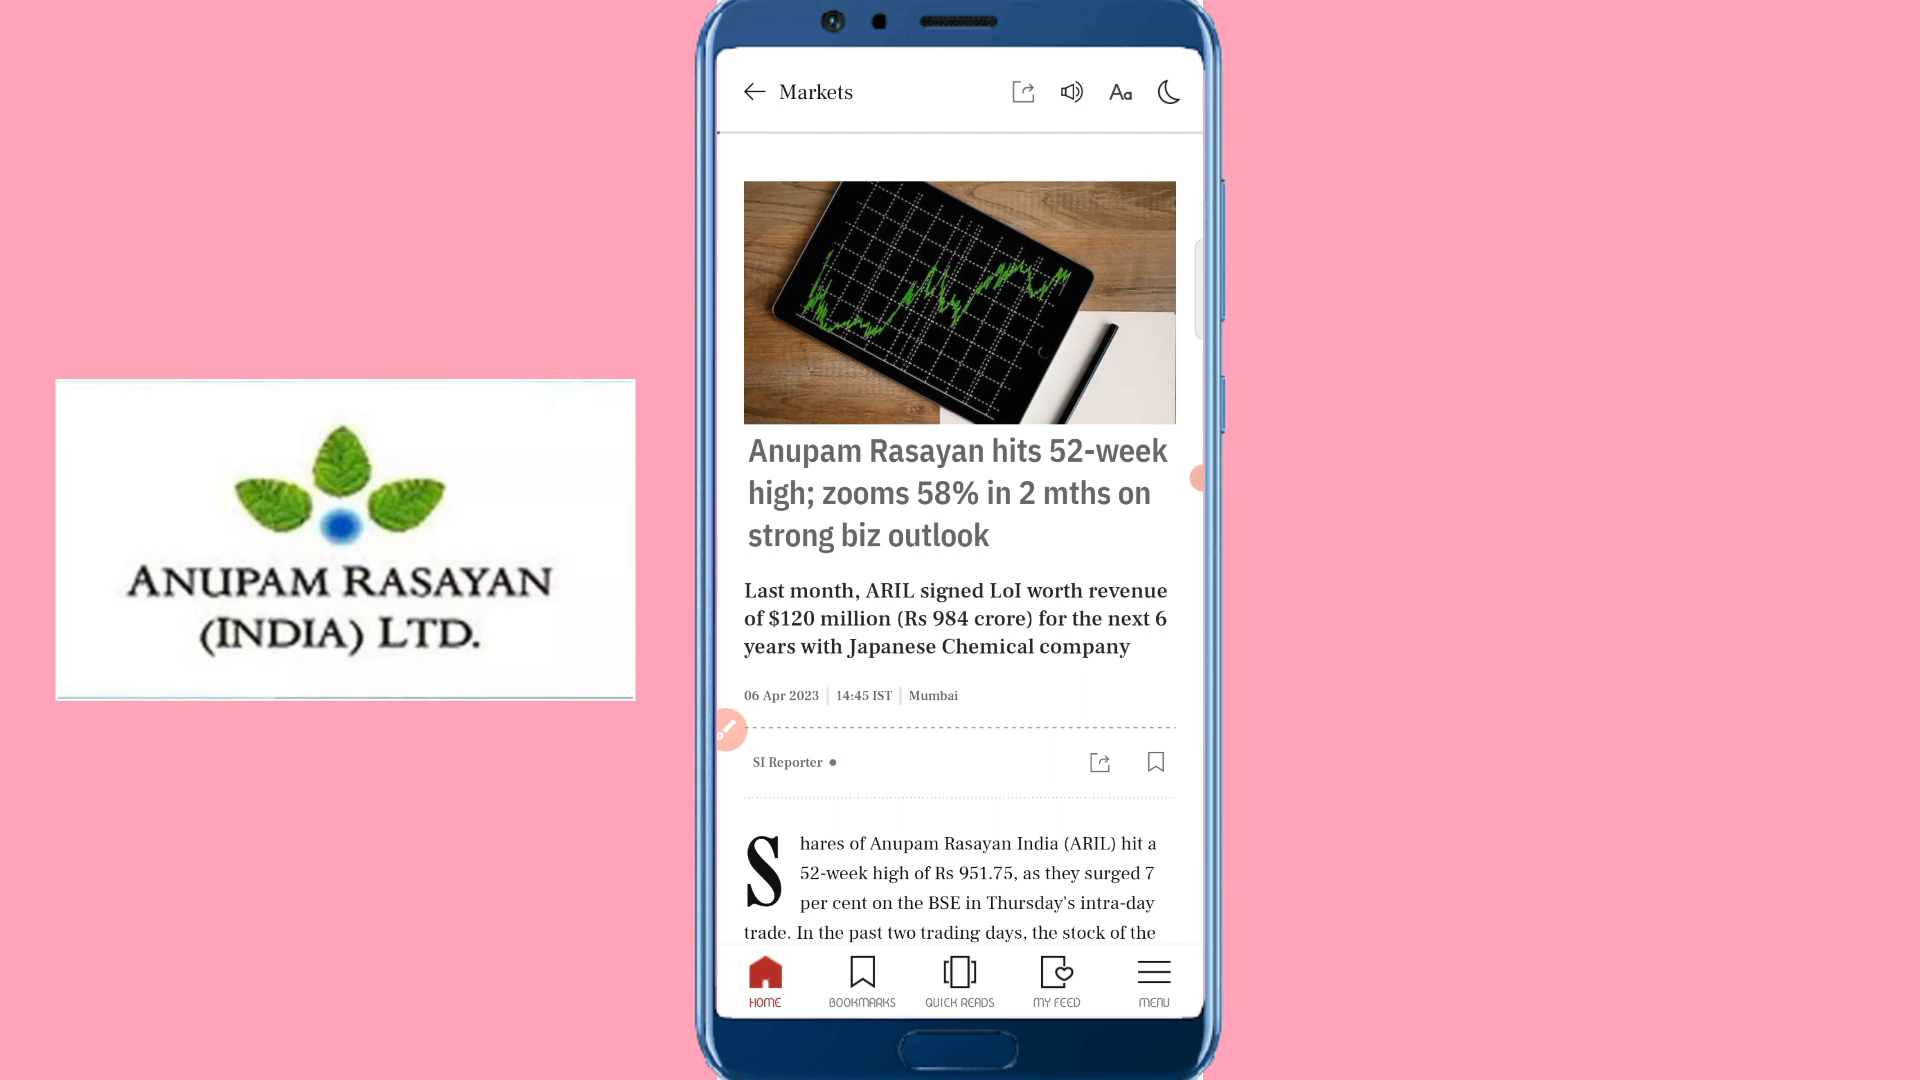 ANUPAM RASAYAN
(INDIA) LTD.
Markets
Aa
Anupam Rasayan hits 52-week
high; zooms 58% in 2 mths on
strong biz outlook
Last month, ARIL signed LoI worth revenue
of $120 million (Rs 984 crore) for the next 6
years with Japanese Chemical company
06 Apr 2023 | 14:45 IST | Mumbai
SI Reporter
Shares of Anupam Rasayan India (ARIL) hit a
52-week high of Rs 951.75, as they surged 7
per cent on the BSE in Thursday's intra-day
trade. In the past two trading days, the stock of the
HOME BOOKMARKS QUICK READS MY FEED MENU